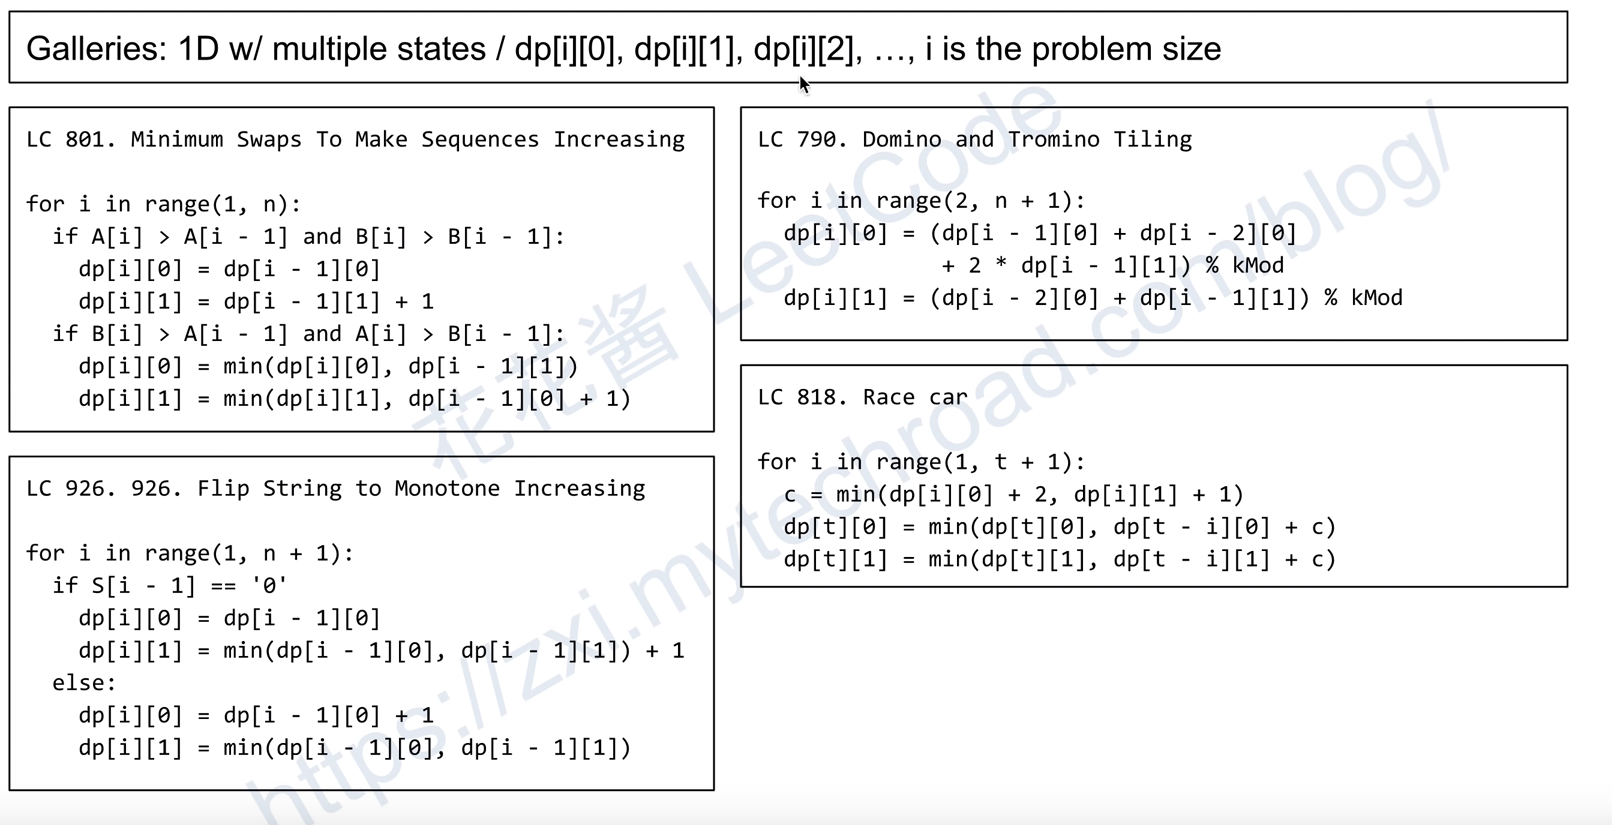 Galleries: 1D w/ multiple states / dp[i][0], dp[i][1], dp[i][2], …, i is the problem size
LC 801. Minimum Swaps To Make Sequences Increasing
for i in range(1, n):
  if A[i] > A[i - 1] and B[i] > B[i - 1]:
    dp[i][0] = dp[i - 1][0]
    dp[i][1] = dp[i - 1][1] + 1
  if B[i] > A[i - 1] and A[i] > B[i - 1]:
    dp[i][0] = min(dp[i][0], dp[i - 1][1])
    dp[i][1] = min(dp[i][1], dp[i - 1][0] + 1)
LC 926. 926. Flip String to Monotone Increasing
for i in range(1, n + 1):
  if S[i - 1] == '0'
    dp[i][0] = dp[i - 1][0]
    dp[i][1] = min(dp[i - 1][0], dp[i - 1][1]) + 1
  else:
    dp[i][0] = dp[i - 1][0] + 1
    dp[i][1] = min(dp[i - 1][0], dp[i - 1][1])
LC 790. Domino and Tromino Tiling
for i in range(2, n + 1):
  dp[i][0] = (dp[i - 1][0] + dp[i - 2][0]
              + 2 * dp[i - 1][1]) % kMod
  dp[i][1] = (dp[i - 2][0] + dp[i - 1][1]) % kMod
LC 818. Race car
for i in range(1, t + 1):
  c = min(dp[i][0] + 2, dp[i][1] + 1)
  dp[t][0] = min(dp[t][0], dp[t - i][0] + c)
  dp[t][1] = min(dp[t][1], dp[t - i][1] + c)
花花酱 LeetCode
https://zxi.mytechroad.com/blog/